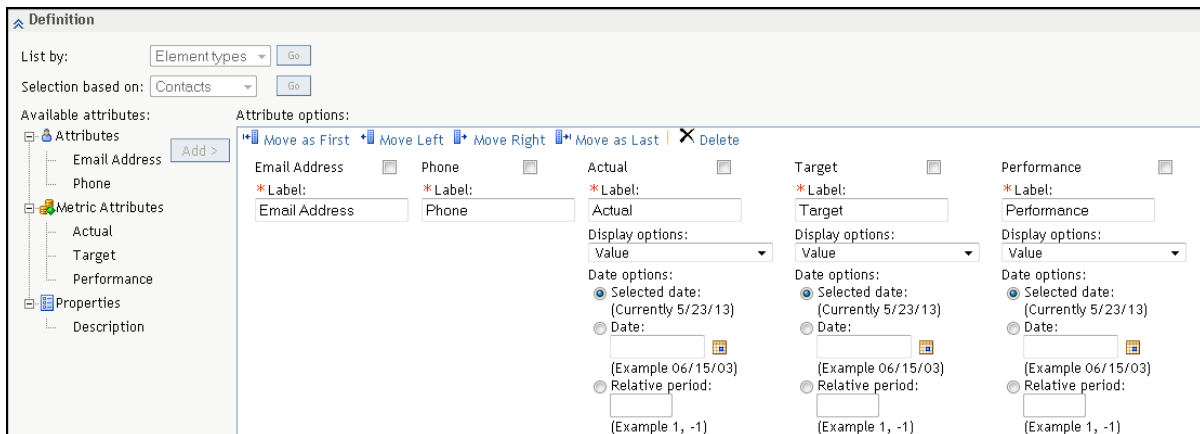 Definition
List by: Element types Go
Selection based on: Contacts Go
Available attributes: Attribute options:
Attributes
Email Address
Phone
Metric Attributes
Actual
Target
Performance
Properties
Description
Add >
Move as First Move Left Move Right Move as Last Delete
Email Address Phone Actual Target Performance
*Label: *Label: *Label: *Label: *Label:
Email Address Phone Actual Target Performance
Display options: Display options: Display options:
Value Value Value
Date options: Date options: Date options:
Selected date: Selected date: Selected date:
(Currently 5/23/13) (Currently 5/23/13) (Currently 5/23/13)
Date: Date: Date:
(Example 06/15/03) (Example 06/15/03) (Example 06/15/03)
Relative period: Relative period: Relative period:
(Example 1, -1) (Example 1, -1) (Example 1, -1)